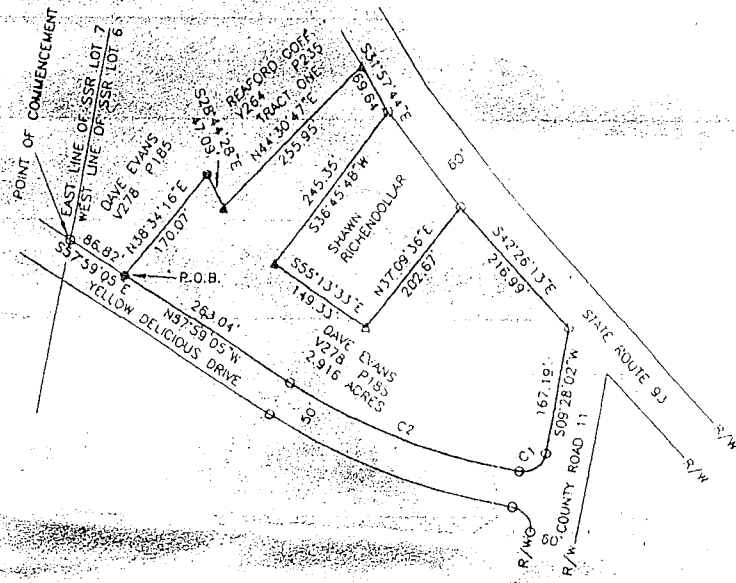 POINT OF COMMENCEMENT
EAST LINE OF SSR LOT 7
WEST LINE OF SSR LOT 6
86.82'
S57°59'05"E
DAVE EVANS
V278 P185
N38°34'16"E
170.07'
S28°44'28"E
47.09
REAFORD GOFF
V264 P235
TRACT ONE
N44°30'47"E
255.95'
S31°57'44"E
69.64
60'
245.35
S36°45'48"W
SHAWN
RICHENDOLLAR
S55°13'33"E
149.33'
N37°09'36"E
202.67
S42°26'13"E
216.99
STATE ROUTE 93
R/W
R/W
P.O.B.
263.04'
N57°59'05"W
YELLOW DELICIOUS DRIVE
50'
DAVE EVANS
V278 P185
2.916 ACRES
C2
C1
167.19'
S09°28'02"W
COUNTY ROAD 11
R/W
R/W